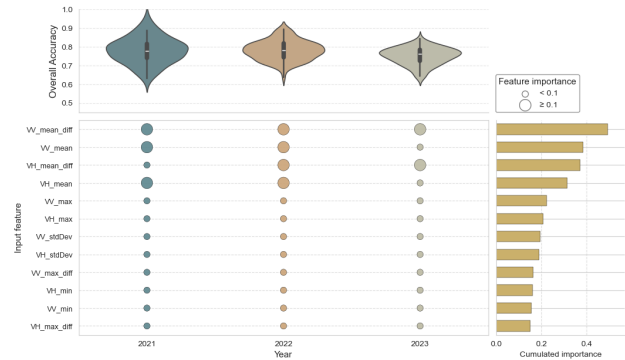 Overall Accuracy
1.0
0.9
0.8
0.7
0.6
0.5
Feature importance
< 0.1
≥ 0.1
Input feature
VV_mean_diff
VV_mean
VH_mean_diff
VH_mean
VV_max
VH_max
VV_stdDev
VH_stdDev
VV_max_diff
VH_min
VV_min
VH_max_diff
2021 2022 2023
Year
0.0 0.2 0.4
Cumulated importance